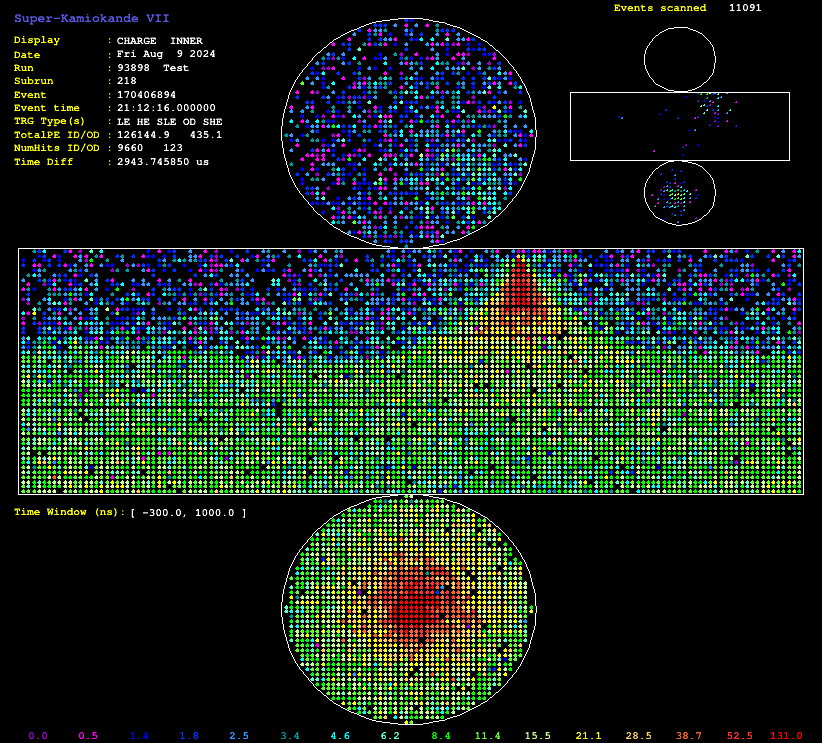 Super-Kamiokande VII
Events scanned 11091
Display : CHARGE INNER
Date : Fri Aug 9 2024
Run : 93898 Test
Subrun : 218
Event : 170406894
Event time : 21:12:16.000000
TRG Type(s) : LE HE SLE OD SHE
TotalPE ID/OD : 126144.9 435.1
NumHits ID/OD : 9660 123
Time Diff : 2943.745850 us
Time Window (ns): [ -300.0, 1000.0 ]
0.0 0.5 1.4 1.8 2.5 3.4 4.6 6.2 8.4 11.4 15.5 21.1 28.5 38.7 52.5 131.0